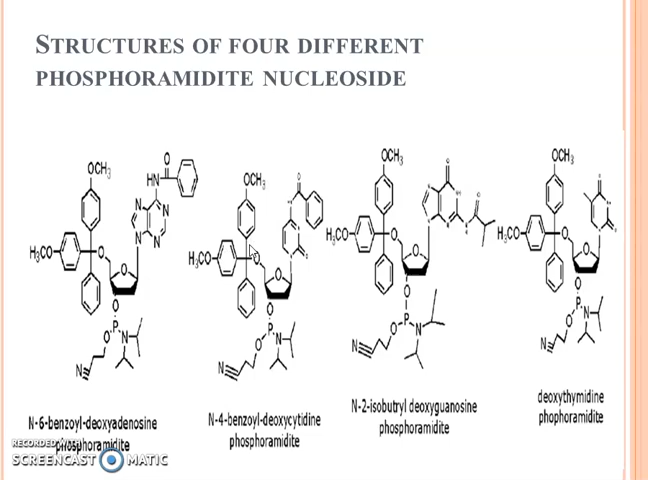 STRUCTURES OF FOUR DIFFERENT
PHOSPHORAMIDITE NUCLEOSIDE
OCH₃
H₃CO
HN
O
N
N
N
N
O
O
O
P
O
N
N
OCH₃
H₃CO
O
N
O
O
O
P
O
N
N
OCH₃
H₃CO
N
N
N
O
O
O
P
O
N
N
OCH₃
H₃CO
N
O
O
O
P
O
N
N
N-6-benzoyl-deoxyadenosine
phosphoramidite
N-4-benzoyl-deoxycytidine
phosphoramidite
N-2-isobutryl deoxyguanosine
phosphoramidite
deoxythymidine
phophoramidite
RECORDED WITH
SCREENCAST MATIC